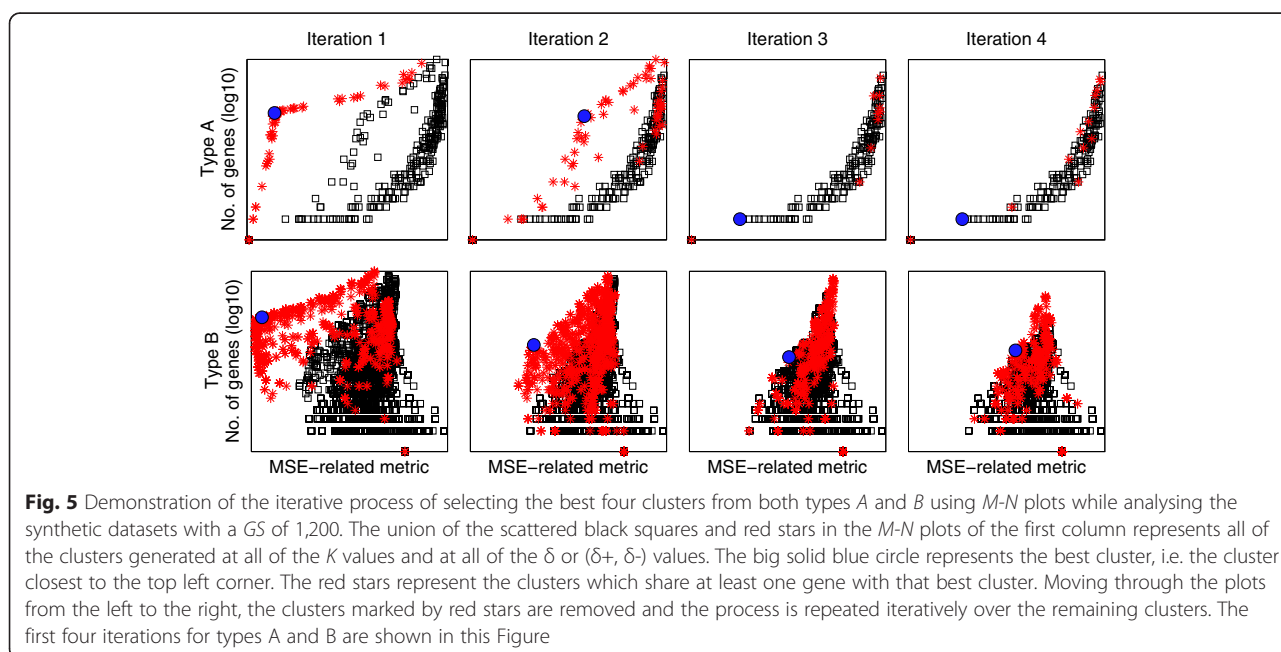 Iteration 1
Iteration 2
Iteration 3
Iteration 4
Type A
No. of genes (log10)
Type B
No. of genes (log10)
MSE−related metric
MSE−related metric
MSE−related metric
MSE−related metric
Fig. 5 Demonstration of the iterative process of selecting the best four clusters from both types A and B using M-N plots while analysing the
synthetic datasets with a GS of 1,200. The union of the scattered black squares and red stars in the M-N plots of the first column represents all of
the clusters generated at all of the K values and at all of the δ or (δ+, δ-) values. The big solid blue circle represents the best cluster, i.e. the cluster
closest to the top left corner. The red stars represent the clusters which share at least one gene with that best cluster. Moving through the plots
from the left to the right, the clusters marked by red stars are removed and the process is repeated iteratively over the remaining clusters. The
first four iterations for types A and B are shown in this Figure